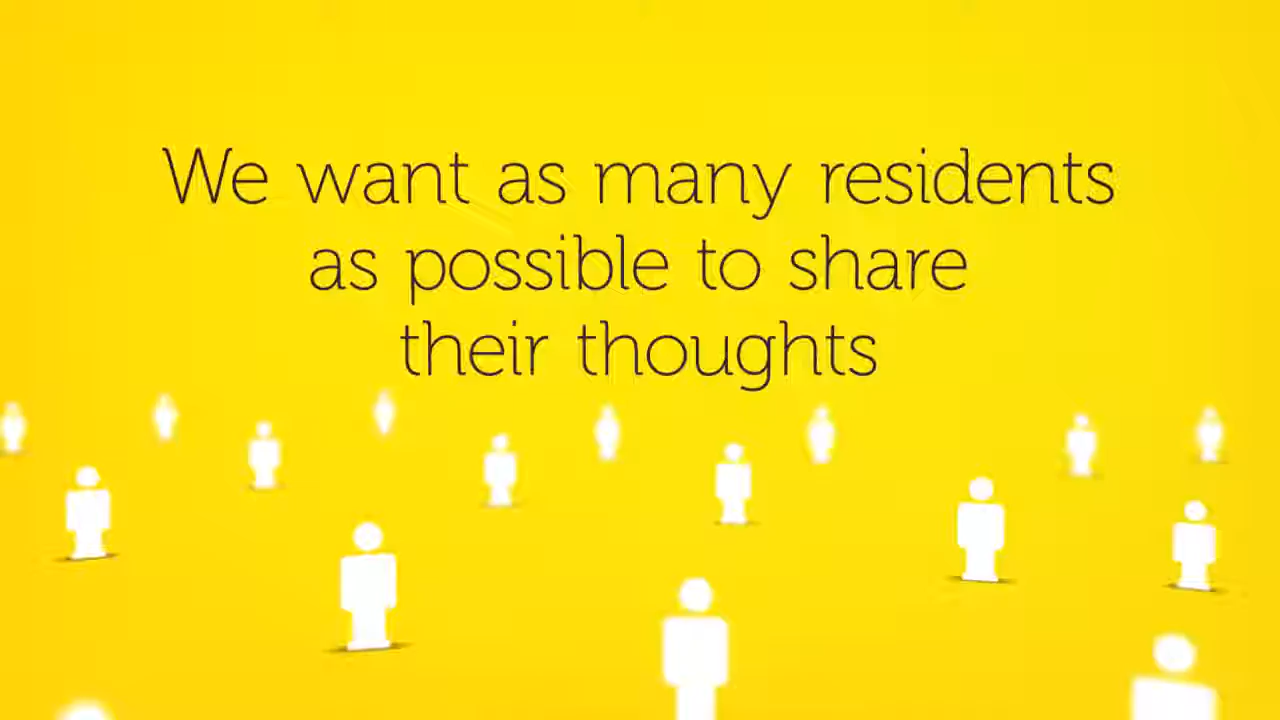 We want as many residents
as possible to share
their thoughts